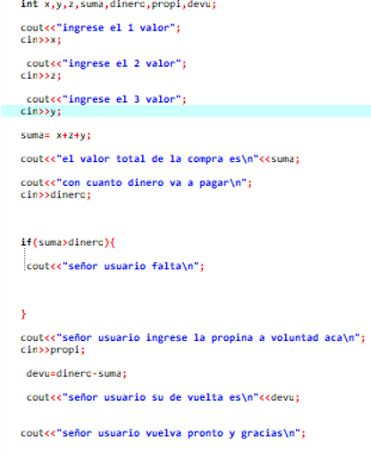 int x,y,z,suma,dinero,propi,devu;
cout<<"ingrese el 1 valor";
cin>>x;
cout<<"ingrese el 2 valor";
cin>>z;
cout<<"ingrese el 3 valor";
cin>>y;
suma= x+z+y;
cout<<"el valor total de la compra es\n"<<suma;
cout<<"con cuanto dinero va a pagar\n";
cin>>dinero;
if(suma>dinero){
cout<<"señor usuario falta\n";
}
cout<<"señor usuario ingrese la propina a voluntad aca\n";
cin>>propi;
devu=dinero-suma;
cout<<"señor usuario su de vuelta es\n"<<devu;
cout<<"señor usuario vuelva pronto y gracias\n";